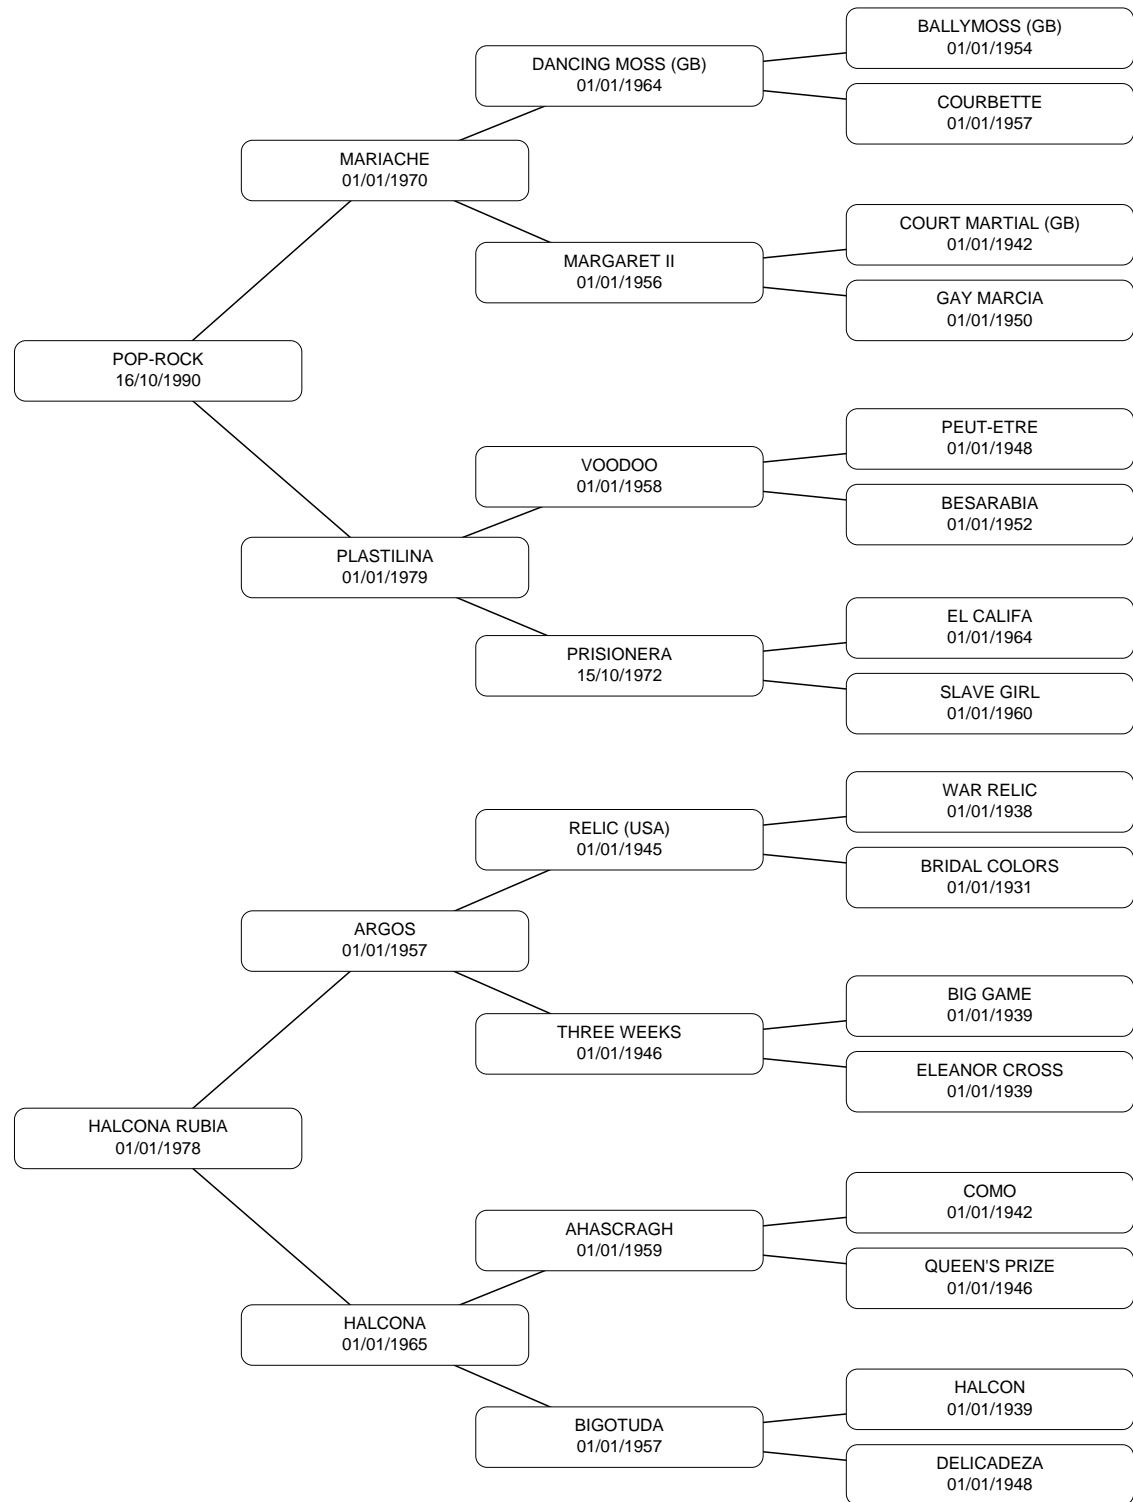 BALLYMOSS (GB)
01/01/1954
DANCING MOSS (GB)
01/01/1964
COURBETTE
01/01/1957
MARIACHE
01/01/1970
COURT MARTIAL (GB)
01/01/1942
MARGARET II
01/01/1956
GAY MARCIA
01/01/1950
POP-ROCK
16/10/1990
PEUT-ETRE
01/01/1948
VOODOO
01/01/1958
BESARABIA
01/01/1952
PLASTILINA
01/01/1979
EL CALIFA
01/01/1964
PRISIONERA
15/10/1972
SLAVE GIRL
01/01/1960
WAR RELIC
01/01/1938
RELIC (USA)
01/01/1945
BRIDAL COLORS
01/01/1931
ARGOS
01/01/1957
BIG GAME
01/01/1939
THREE WEEKS
01/01/1946
ELEANOR CROSS
01/01/1939
HALCONA RUBIA
01/01/1978
COMO
01/01/1942
AHASCRAGH
01/01/1959
QUEEN'S PRIZE
01/01/1946
HALCONA
01/01/1965
HALCON
01/01/1939
BIGOTUDA
01/01/1957
DELICADEZA
01/01/1948